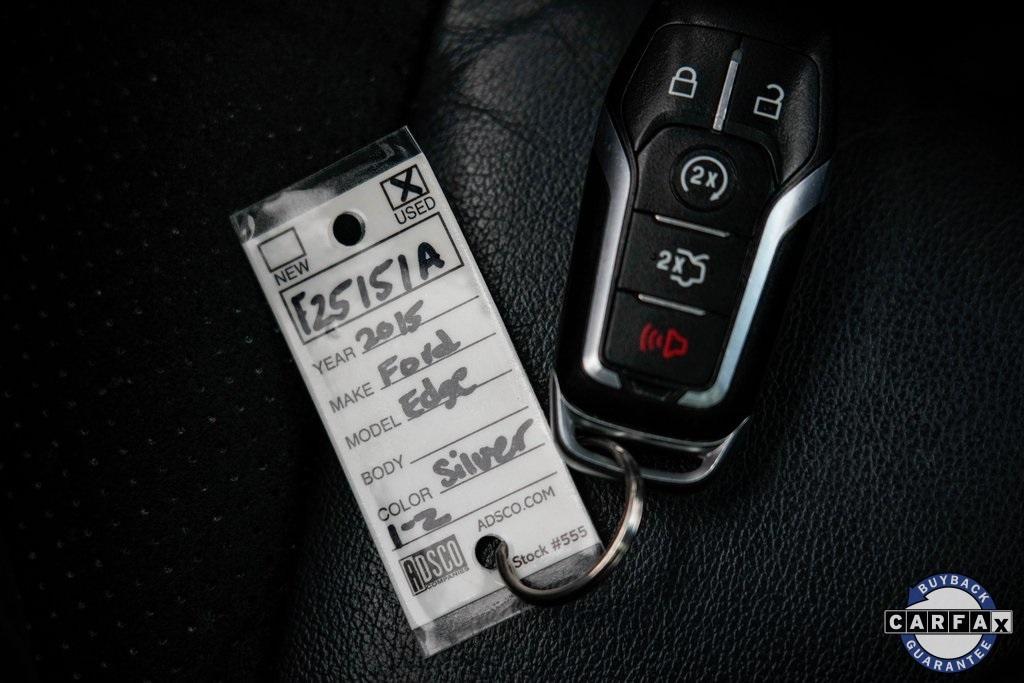 USED
NEW
E25151A
YEAR 2015
MAKE Ford
MODEL Edge
BODY
COLOR Silver
1-2
ADSCO.COM
ADSCO
COMPANIES
Stock #555
2x
2x
BUYBACK
CARFAX
GUARANTEE